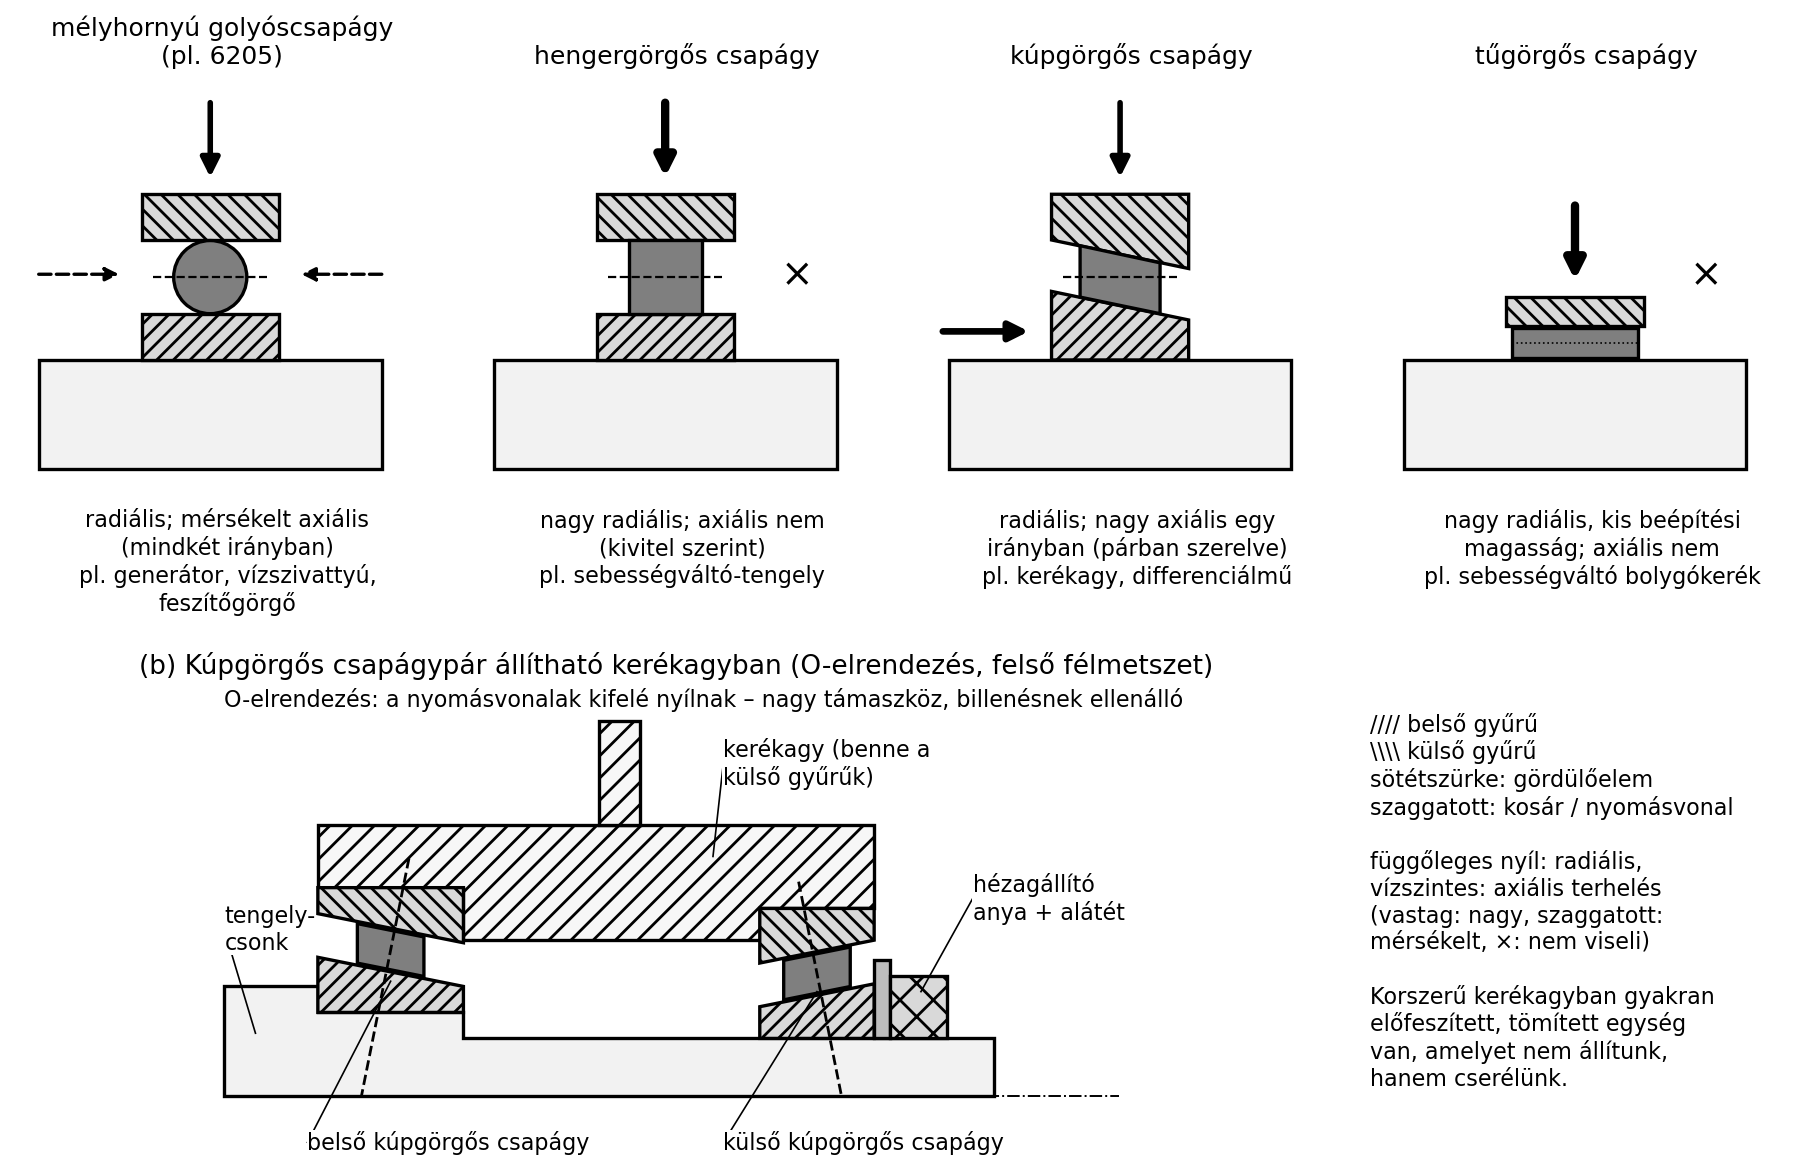 mélyhornyú golyóscsapágy
(pl. 6205)
hengergörgős csapágy
kúpgörgős csapágy
tűgörgős csapágy
×
×
radiális; mérsékelt axiális
(mindkét irányban)
pl. generátor, vízszivattyú,
feszítőgörgő
nagy radiális; axiális nem
(kivitel szerint)
pl. sebességváltó-tengely
radiális; nagy axiális egy
irányban (párban szerelve)
pl. kerékagy, differenciálmű
nagy radiális, kis beépítési
magasság; axiális nem
pl. sebességváltó bolygókerék
(b) Kúpgörgős csapágypár állítható kerékagyban (O-elrendezés, felső félmetszet)
O-elrendezés: a nyomásvonalak kifelé nyílnak – nagy támaszköz, billenésnek ellenálló
kerékagy (benne a
külső gyűrűk)
tengely-
csonk
hézagállító
anya + alátét
belső kúpgörgős csapágy
külső kúpgörgős csapágy
//// belső gyűrű
\\\\ külső gyűrű
sötétszürke: gördülőelem
szaggatott: kosár / nyomásvonal
függőleges nyíl: radiális,
vízszintes: axiális terhelés
(vastag: nagy, szaggatott:
mérsékelt, ×: nem viseli)
Korszerű kerékagyban gyakran
előfeszített, tömített egység
van, amelyet nem állítunk,
hanem cserélünk.